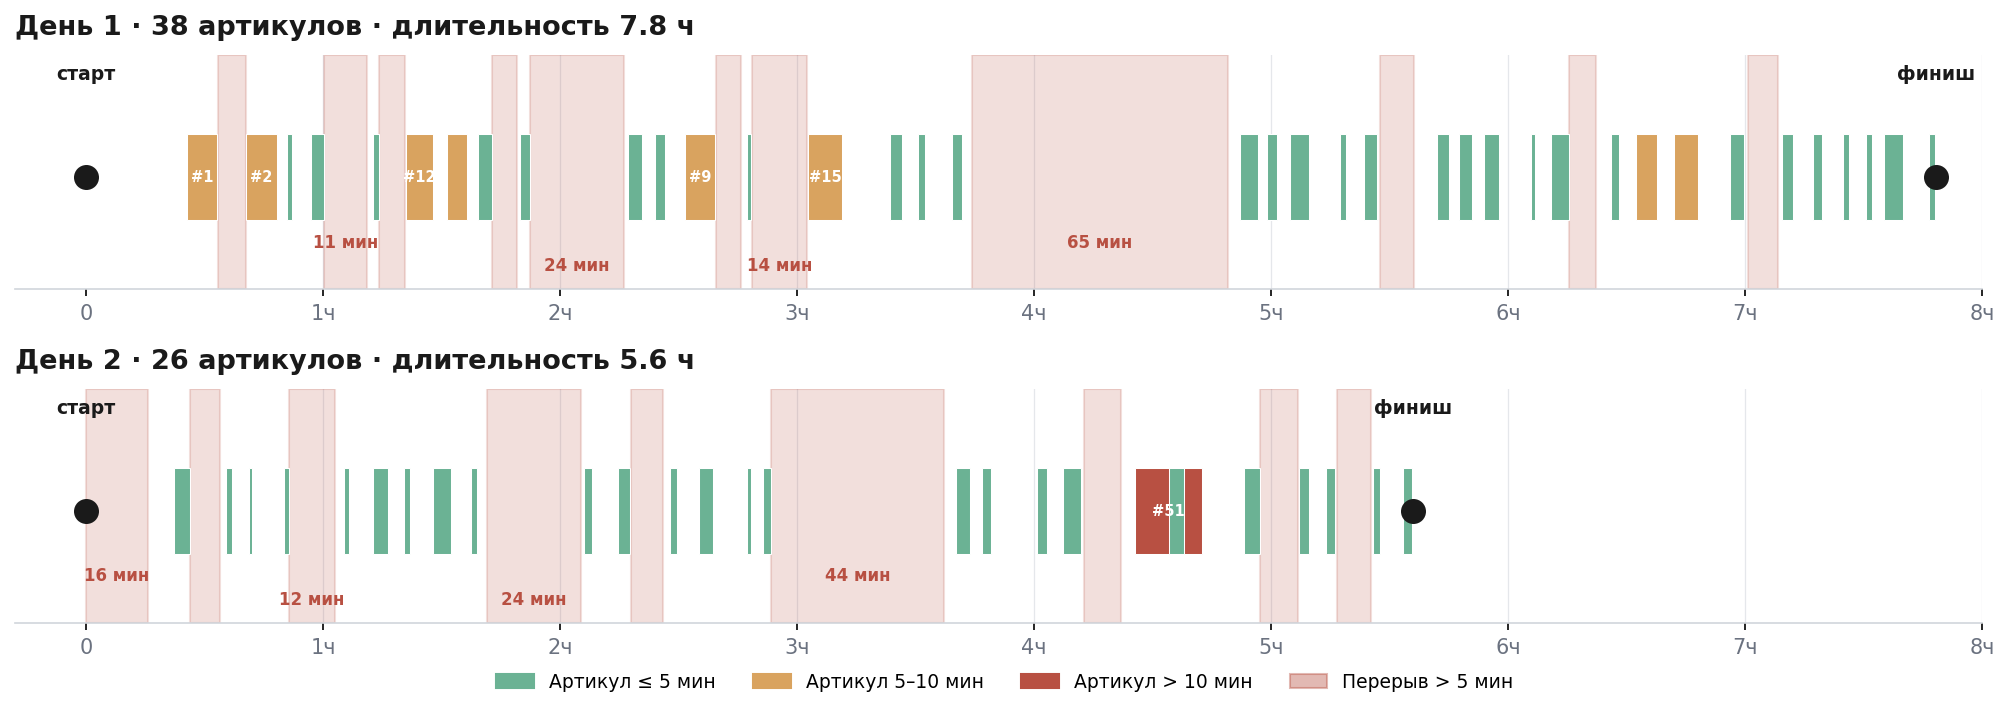 День 1 · 38 артикулов · длительность 7.8 ч
старт
финиш
#1 #2 #12 #9 #15
11 мин
65 мин
24 мин
14 мин
0 1ч 2ч 3ч 4ч 5ч 6ч 7ч 8ч
День 2 · 26 артикулов · длительность 5.6 ч
старт
финиш
#51
16 мин
44 мин
12 мин
24 мин
0 1ч 2ч 3ч 4ч 5ч 6ч 7ч 8ч
Артикул ≤ 5 мин
Артикул 5–10 мин
Артикул > 10 мин
Перерыв > 5 мин